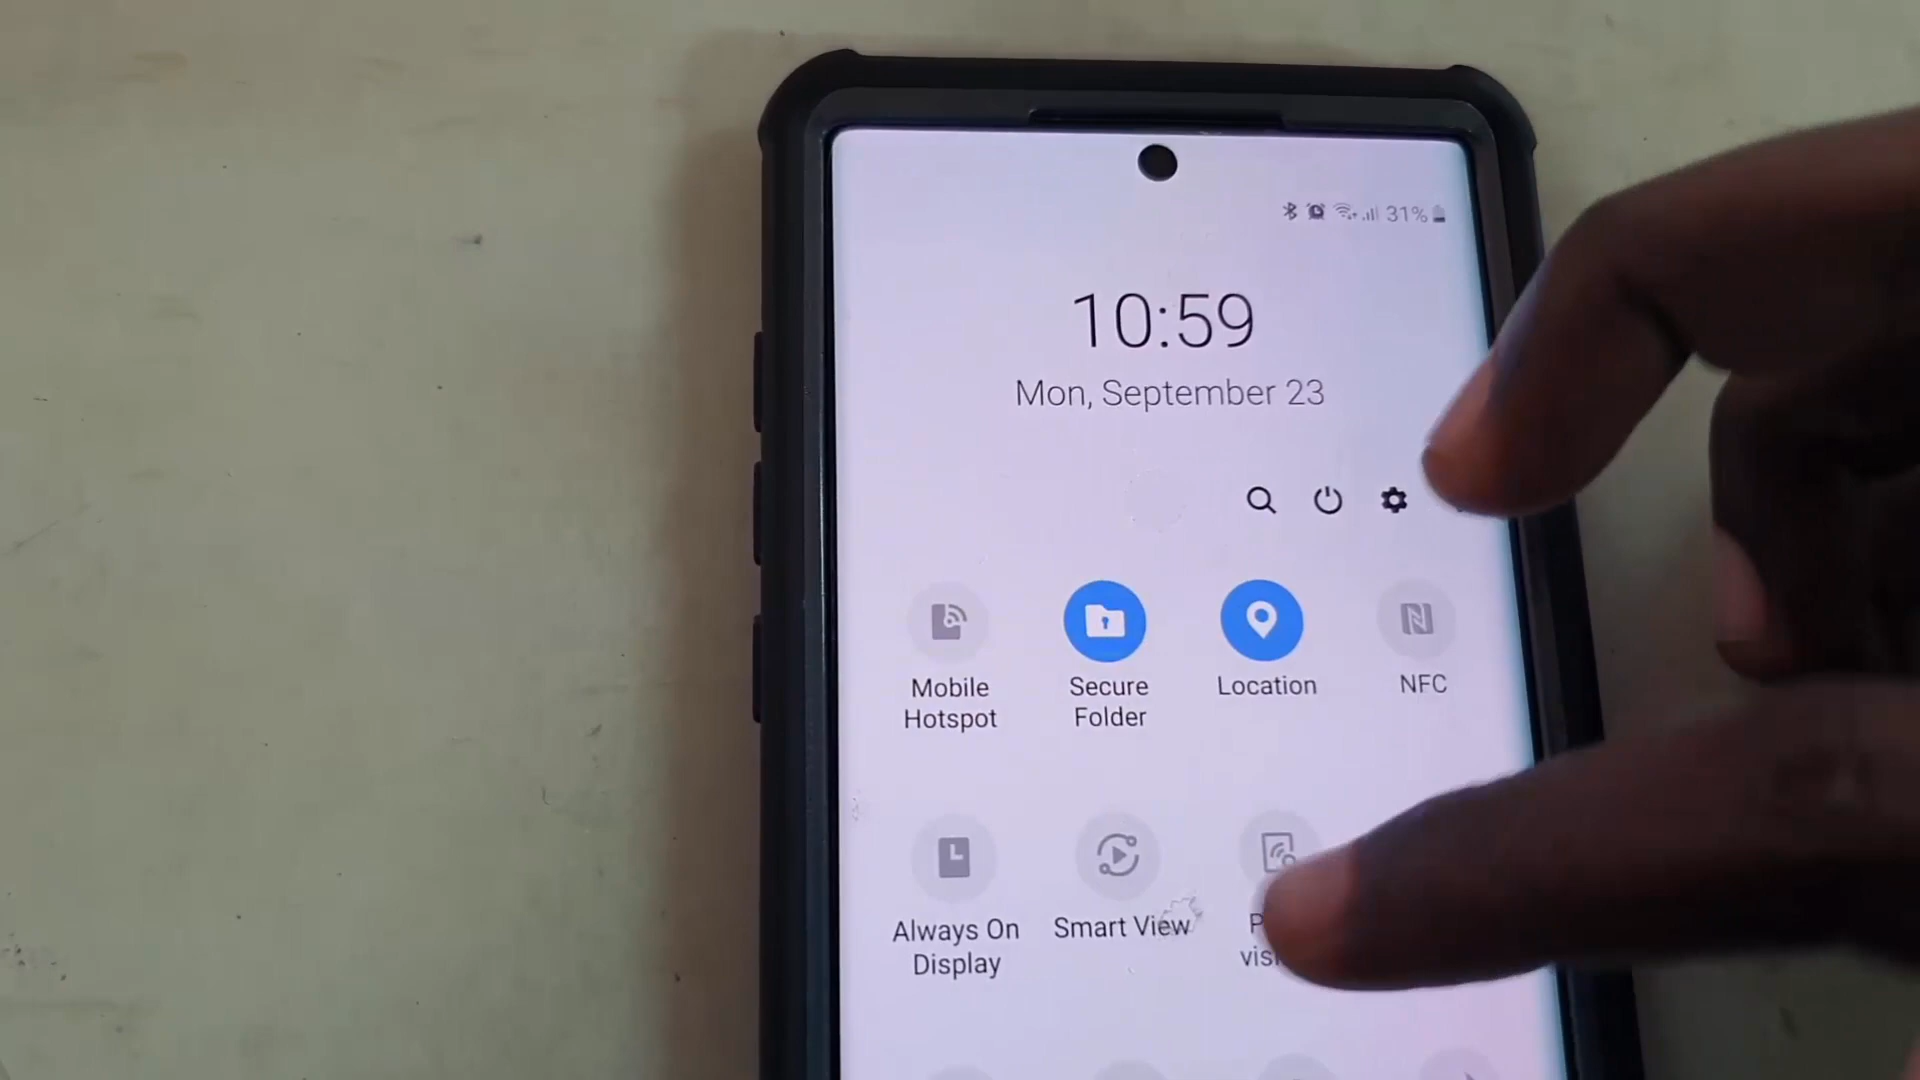 31%
10:59
Mon, September 23
Mobile
Hotspot
Secure
Folder
Location
NFC
Always On
Display
Smart View